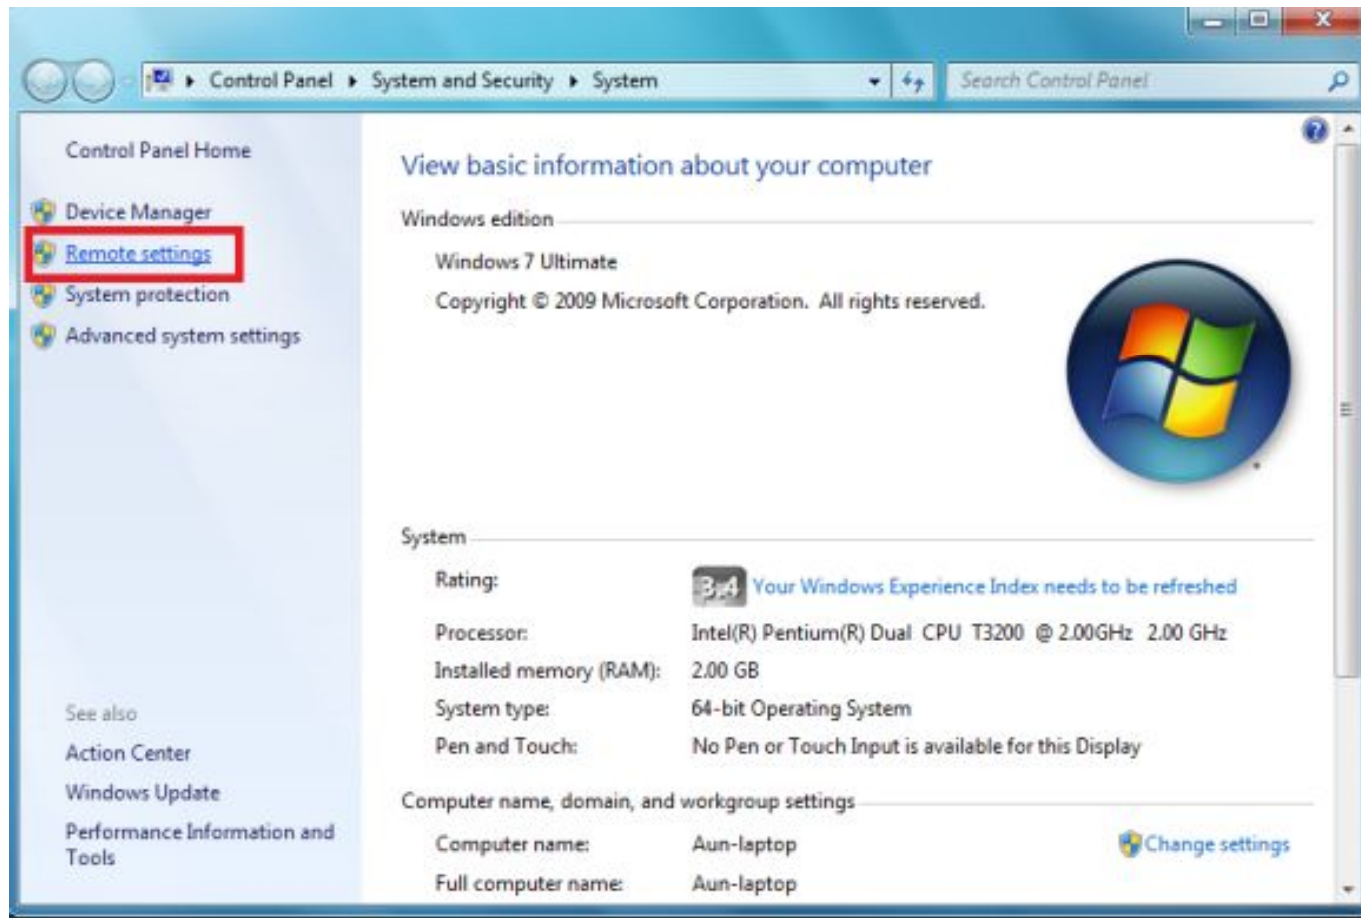 Control Panel ▸ System and Security ▸ System
Search Control Panel
Control Panel Home
Device Manager
Remote settings
System protection
Advanced system settings
See also
Action Center
Windows Update
Performance Information and
Tools
View basic information about your computer
Windows edition
Windows 7 Ultimate
Copyright © 2009 Microsoft Corporation. All rights reserved.
System
Rating:
3.4 Your Windows Experience Index needs to be refreshed
Processor: Intel(R) Pentium(R) Dual CPU T3200 @ 2.00GHz 2.00 GHz
Installed memory (RAM): 2.00 GB
System type: 64-bit Operating System
Pen and Touch: No Pen or Touch Input is available for this Display
Computer name, domain, and workgroup settings
Computer name: Aun-laptop Change settings
Full computer name: Aun-laptop